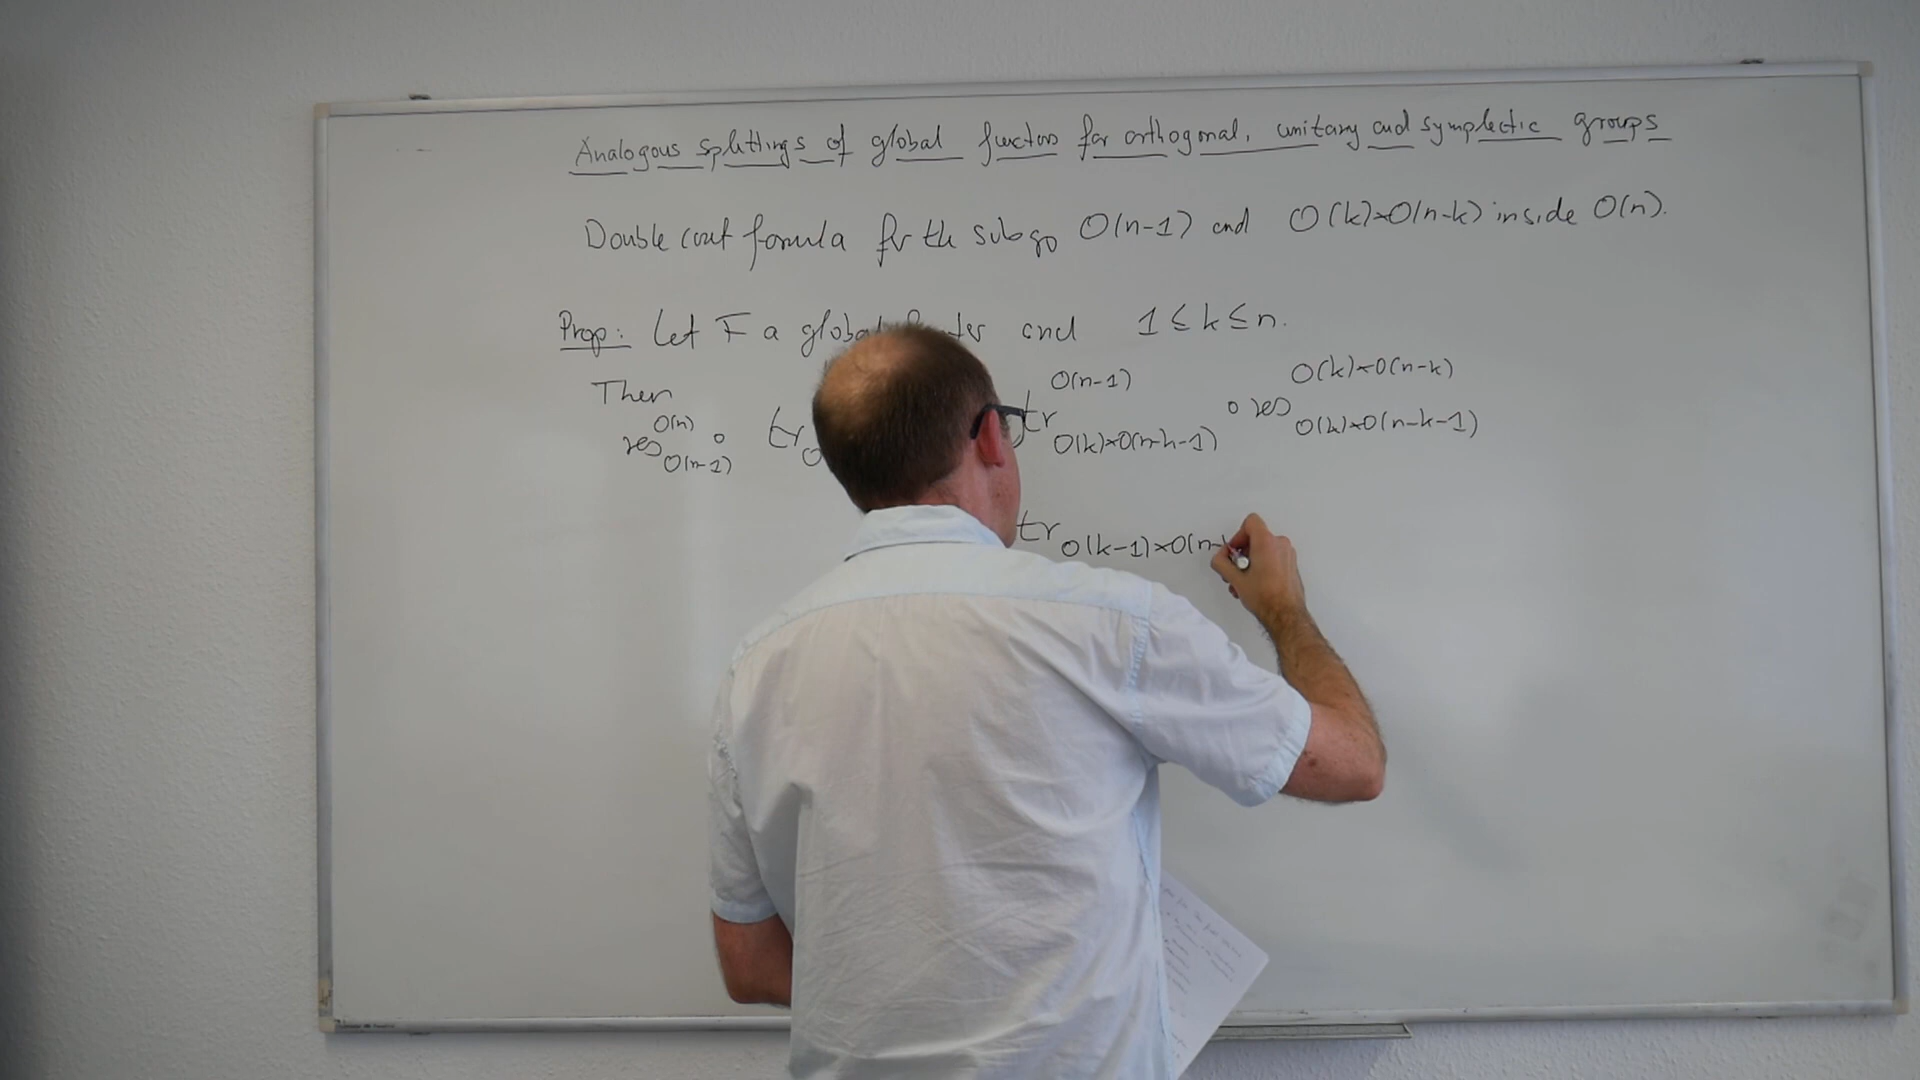 Analogous splittings of global functors for orthogonal, unitary and symplectic groups
Double coset formula for the subgp O(n-1) and O(k)×O(n-k) inside O(n).
Prop: Let F a global and 1 ≤ k ≤ n.
Then
res^{O(n)}_{O(n-1)} ∘ tr tr^{O(n-1)}_{O(k)×O(n-k-1)} ∘ res^{O(k)×O(n-k)}_{O(k)×O(n-k-1)}
tr_{O(k-1)×O(n-